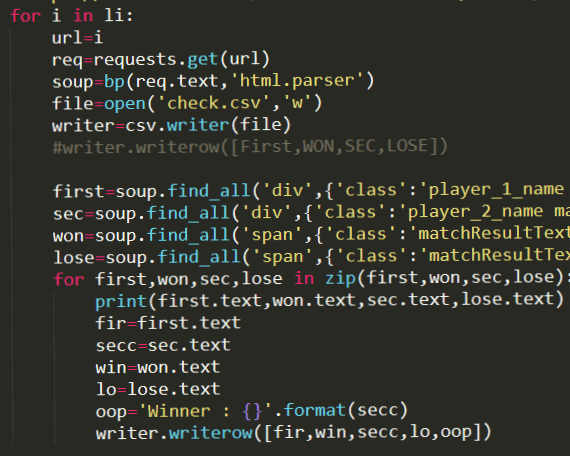 for i in li:
    url=i
    req=requests.get(url)
    soup=bp(req.text,'html.parser')
    file=open('check.csv','w')
    writer=csv.writer(file)
    #writer.writerow([First,WON,SEC,LOSE])

    first=soup.find_all('div',{'class':'player_1_name
    sec=soup.find_all('div',{'class':'player_2_name ma
    won=soup.find_all('span',{'class':'matchResultText
    lose=soup.find_all('span',{'class':'matchResultTex
    for first,won,sec,lose in zip(first,won,sec,lose):
        print(first.text,won.text,sec.text,lose.text)
        fir=first.text
        secc=sec.text
        win=won.text
        lo=lose.text
        oop='Winner : {}'.format(secc)
        writer.writerow([fir,win,secc,lo,oop])